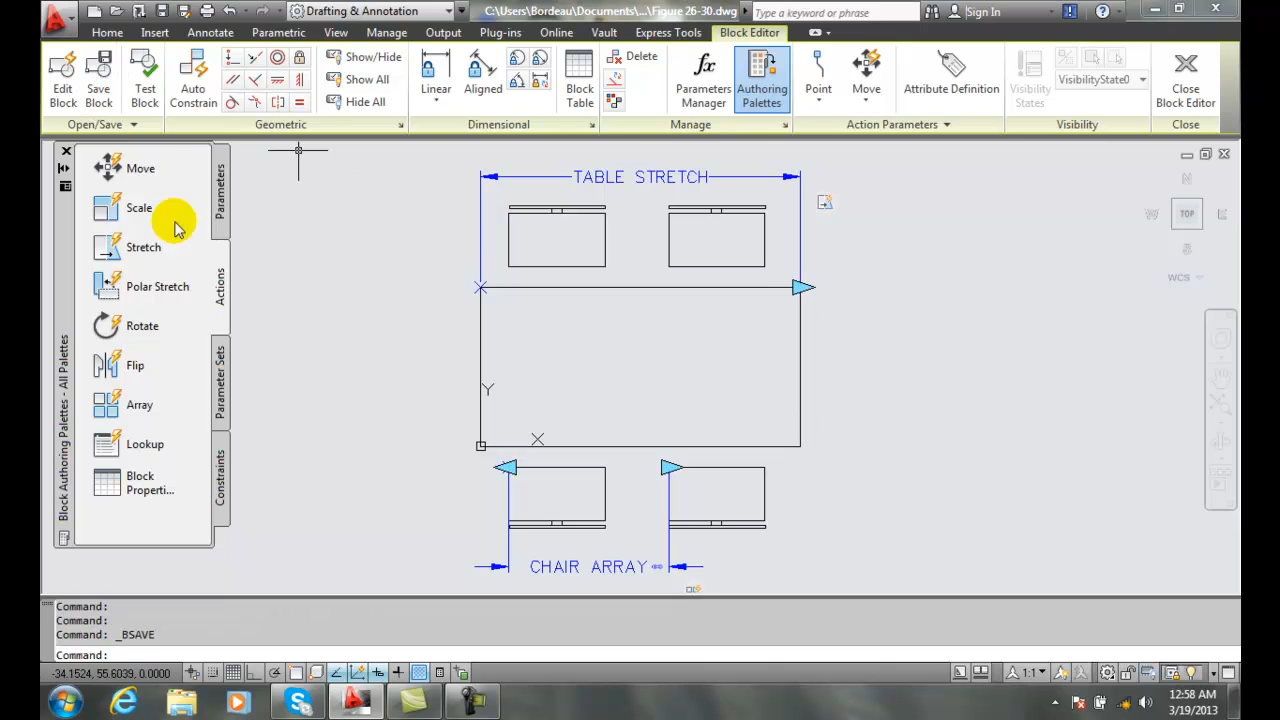 Drafting & Annotation
C:\Users\Bordeau\Documents\...\Figure 26-30.dwg
Type a keyword or phrase
Sign In
Home Insert Annotate Parametric View Manage Output Plug-ins Online Vault Express Tools Block Editor
Edit Block
Save Block
Test Block
Auto Constrain
Show/Hide
Show All
Hide All
Linear
Aligned
Block Table
Delete
Parameters Manager
Authoring Palettes
Point
Move
Attribute Definition
Visibility States
VisibilityState0
Close Block Editor
Open/Save
Geometric
Dimensional
Manage
Action Parameters
Visibility
Close
Move
Scale
Stretch
Polar Stretch
Rotate
Flip
Array
Lookup
Block Properti...
Parameters
Actions
Parameter Sets
Constraints
Block Authoring Palettes - All Palettes
TABLE STRETCH
Y
X
CHAIR ARRAY
N
W
TOP
E
S
WCS
Command:
Command:
Command: _BSAVE
Command:
-34.1524, 55.6039, 0.0000
1:1
12:58 AM
3/19/2013